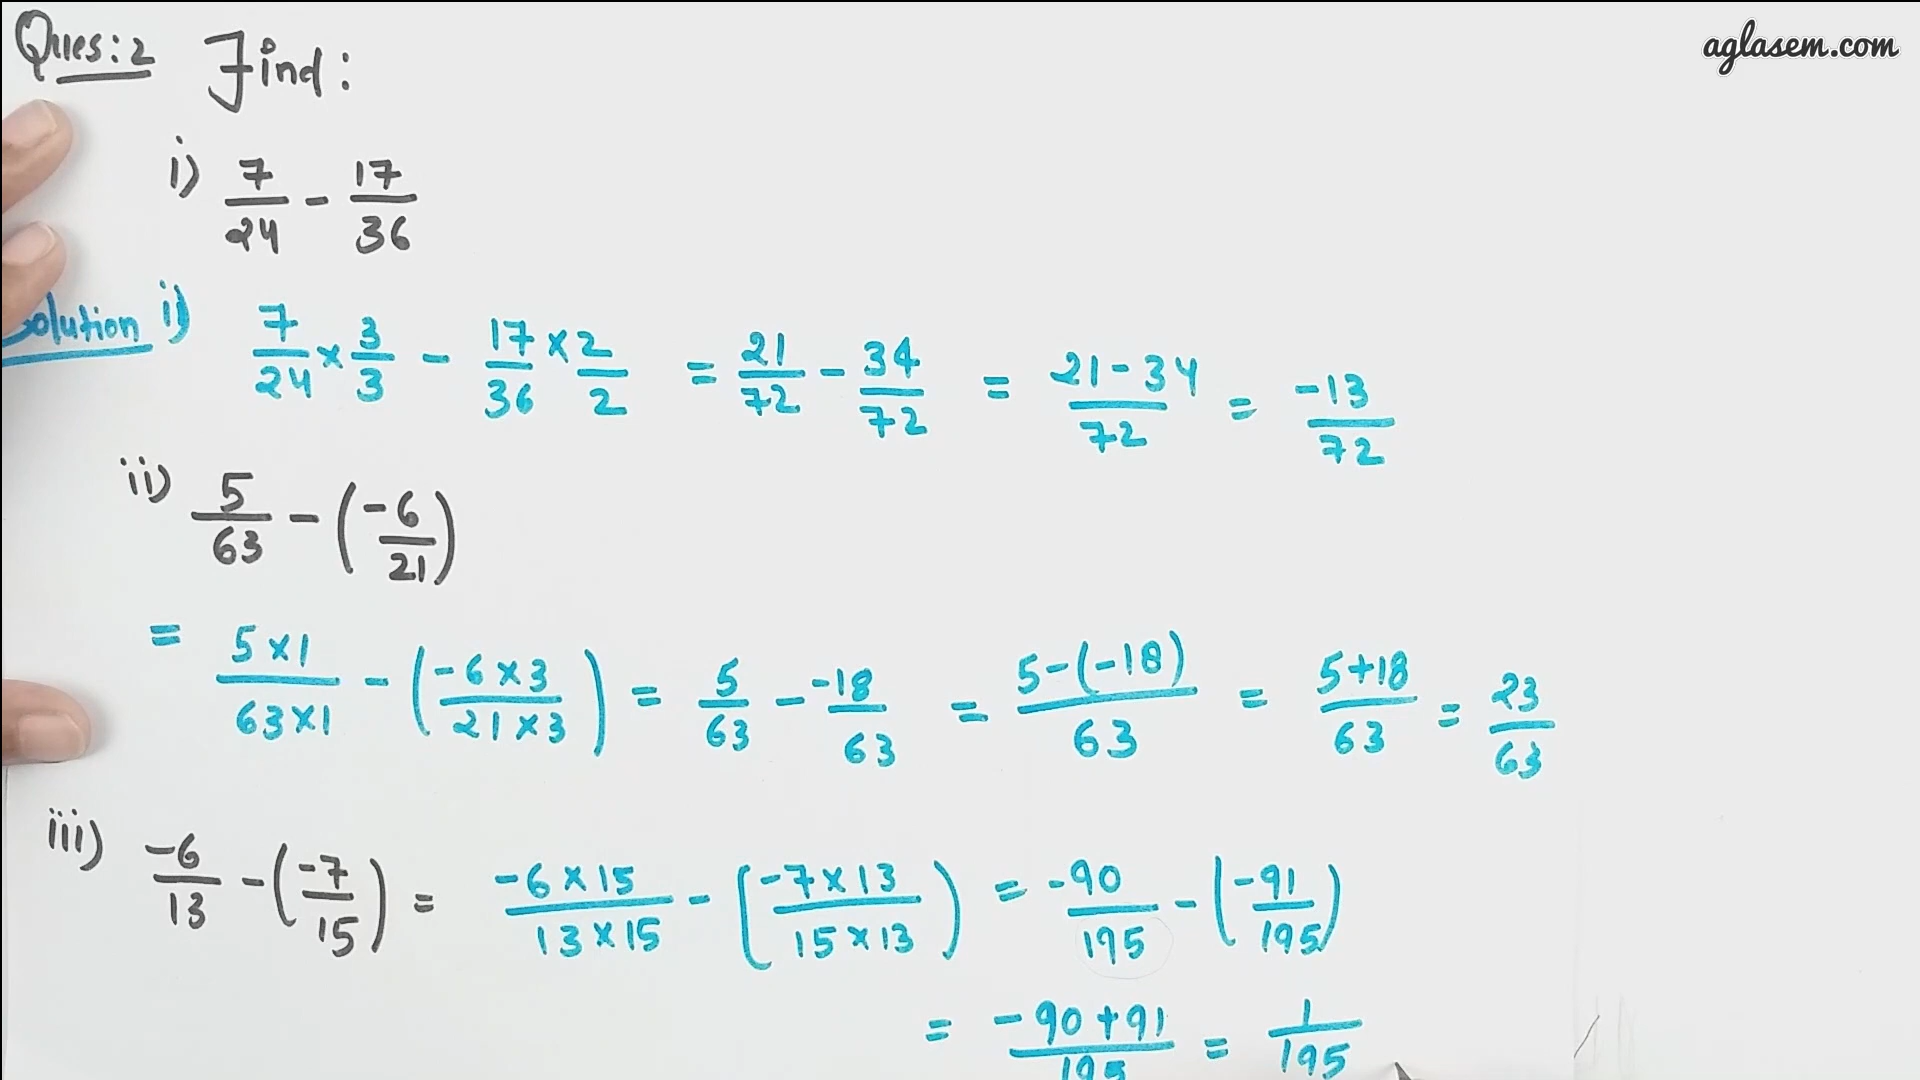 Ques:2 Find:
aglasem.com
i) 7/24 - 17/36
Solution i) 7/24 × 3/3 - 17/36 × 2/2 = 21/72 - 34/72 = 21-34/72 = -13/72
ii) 5/63 - (-6/21)
= 5×1/63×1 - (-6×3/21×3) = 5/63 - -18/63 = 5-(-18)/63 = 5+18/63 = 23/63
iii) -6/13 - (-7/15) = -6×15/13×15 - (-7×13/15×13) = -90/195 - (-91/195)
= -90+91/195 = 1/195